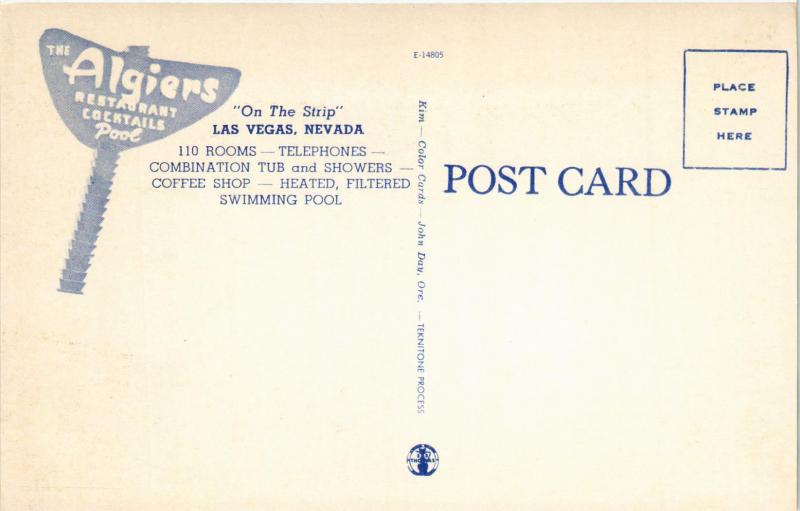 THE
Algiers
RESTAURANT
COCKTAILS
Pool
"On The Strip"
LAS VEGAS, NEVADA
110 ROOMS — TELEPHONES —
COMBINATION TUB and SHOWERS —
COFFEE SHOP — HEATED, FILTERED
SWIMMING POOL
E-14805
Kim — Color Cards — John Day, Ore. — TEKNITONE PROCESS
POST CARD
PLACE
STAMP
HERE